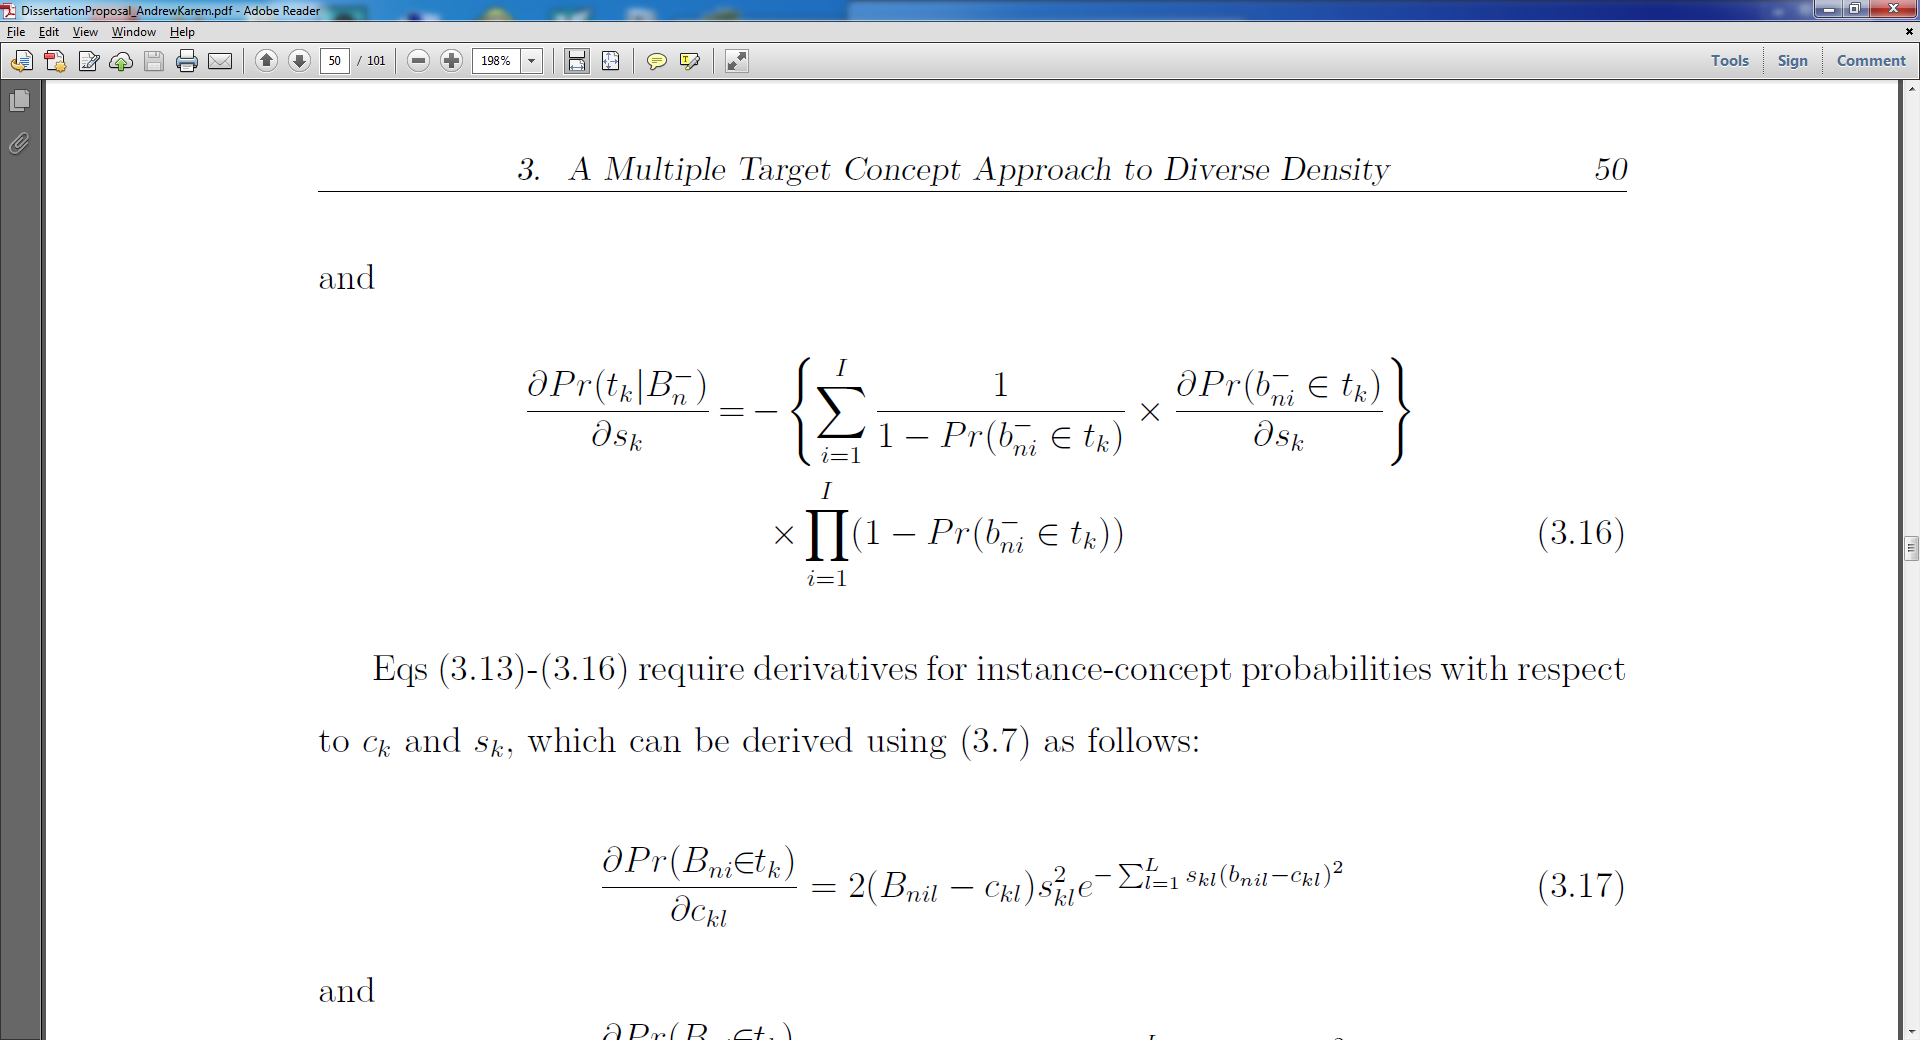 DissertationProposal_AndrewKarem.pdf - Adobe Reader
File Edit View Window Help
50 / 101 198% Tools Sign Comment
3. A Multiple Target Concept Approach to Diverse Density 50
and
∂Pr(t_k|B_n^-)/∂s_k = − { ∑_{i=1}^{I} 1/(1 − Pr(b_{ni}^- ∈ t_k)) × ∂Pr(b_{ni}^- ∈ t_k)/∂s_k }
× ∏_{i=1}^{I} (1 − Pr(b_{ni}^- ∈ t_k)) (3.16)
Eqs (3.13)-(3.16) require derivatives for instance-concept probabilities with respect
to c_k and s_k, which can be derived using (3.7) as follows:
∂Pr(B_{ni}∈t_k)/∂c_{kl} = 2(B_{nil} − c_{kl})s_{kl}^2 e^{−∑_{l=1}^{L} s_{kl}(b_{nil}−c_{kl})^2} (3.17)
and